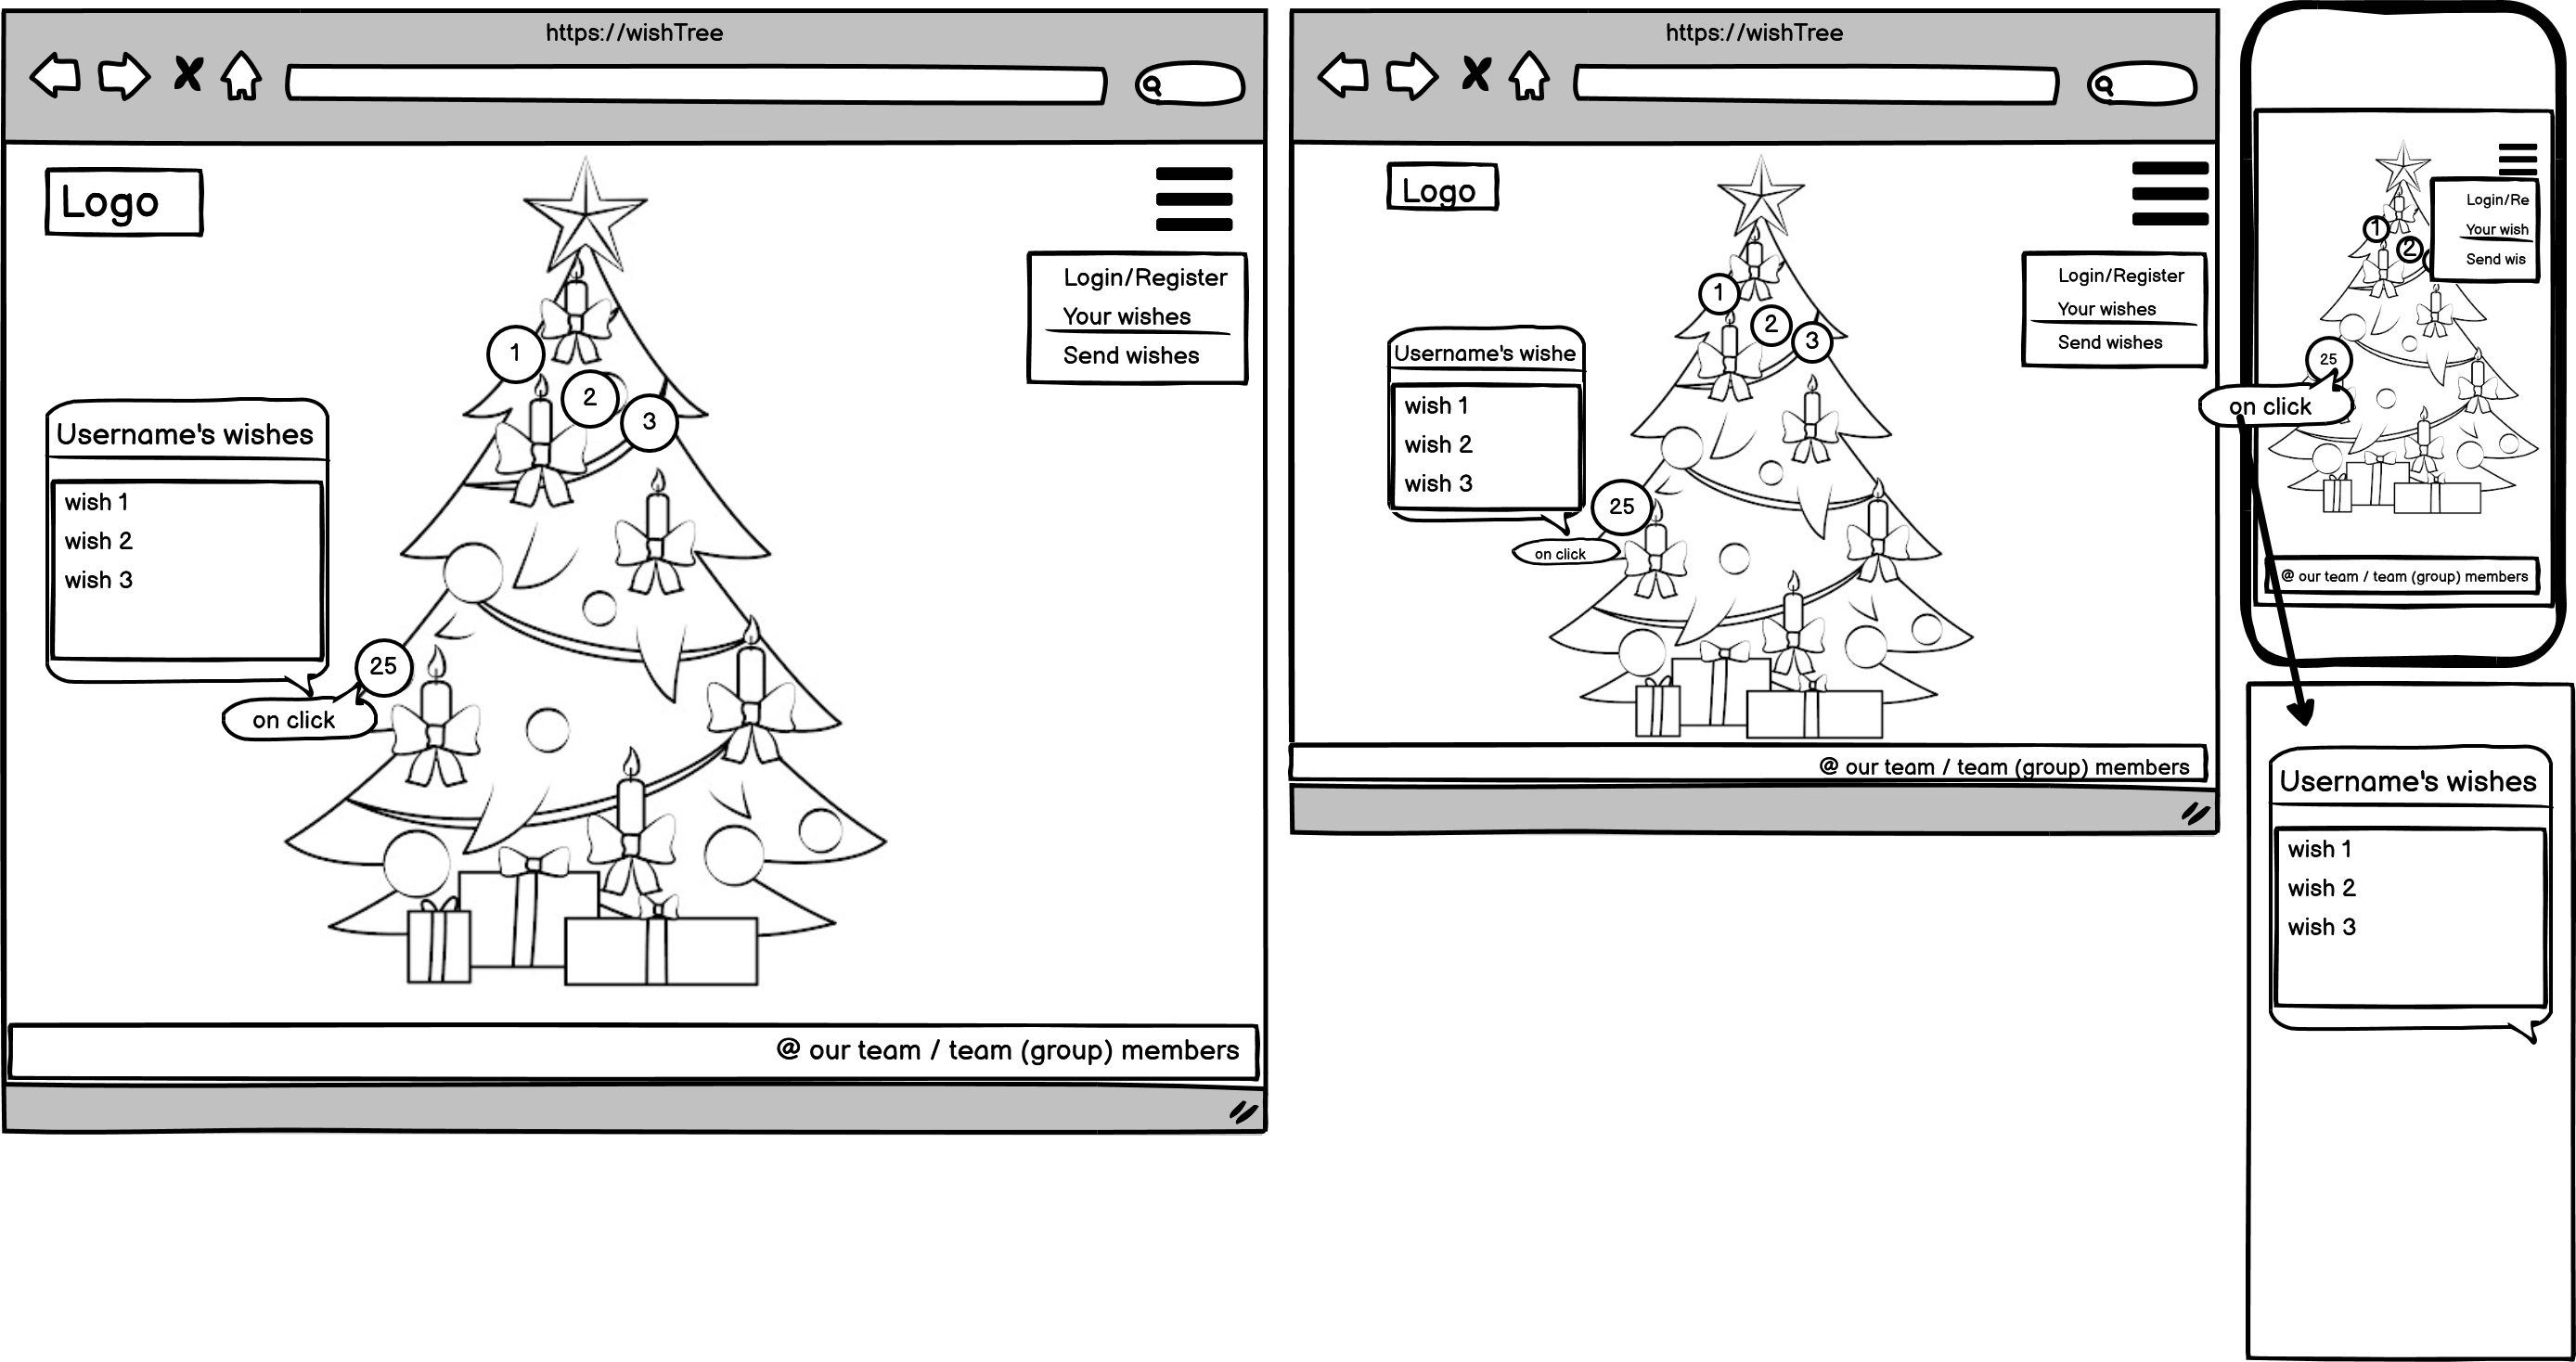 https://wishTree
Logo
Login/Register
Your wishes
Send wishes
1
2
3
Username's wishes
wish 1
wish 2
wish 3
25
on click
@ our team / team (group) members
https://wishTree
Logo
Login/Register
Your wishes
Send wishes
1
2
3
Username's wishe
wish 1
wish 2
wish 3
25
on click
@ our team / team (group) members
Login/Re
Your wish
Send wis
1
2
25
on click
@ our team / team (group) members
Username's wishes
wish 1
wish 2
wish 3